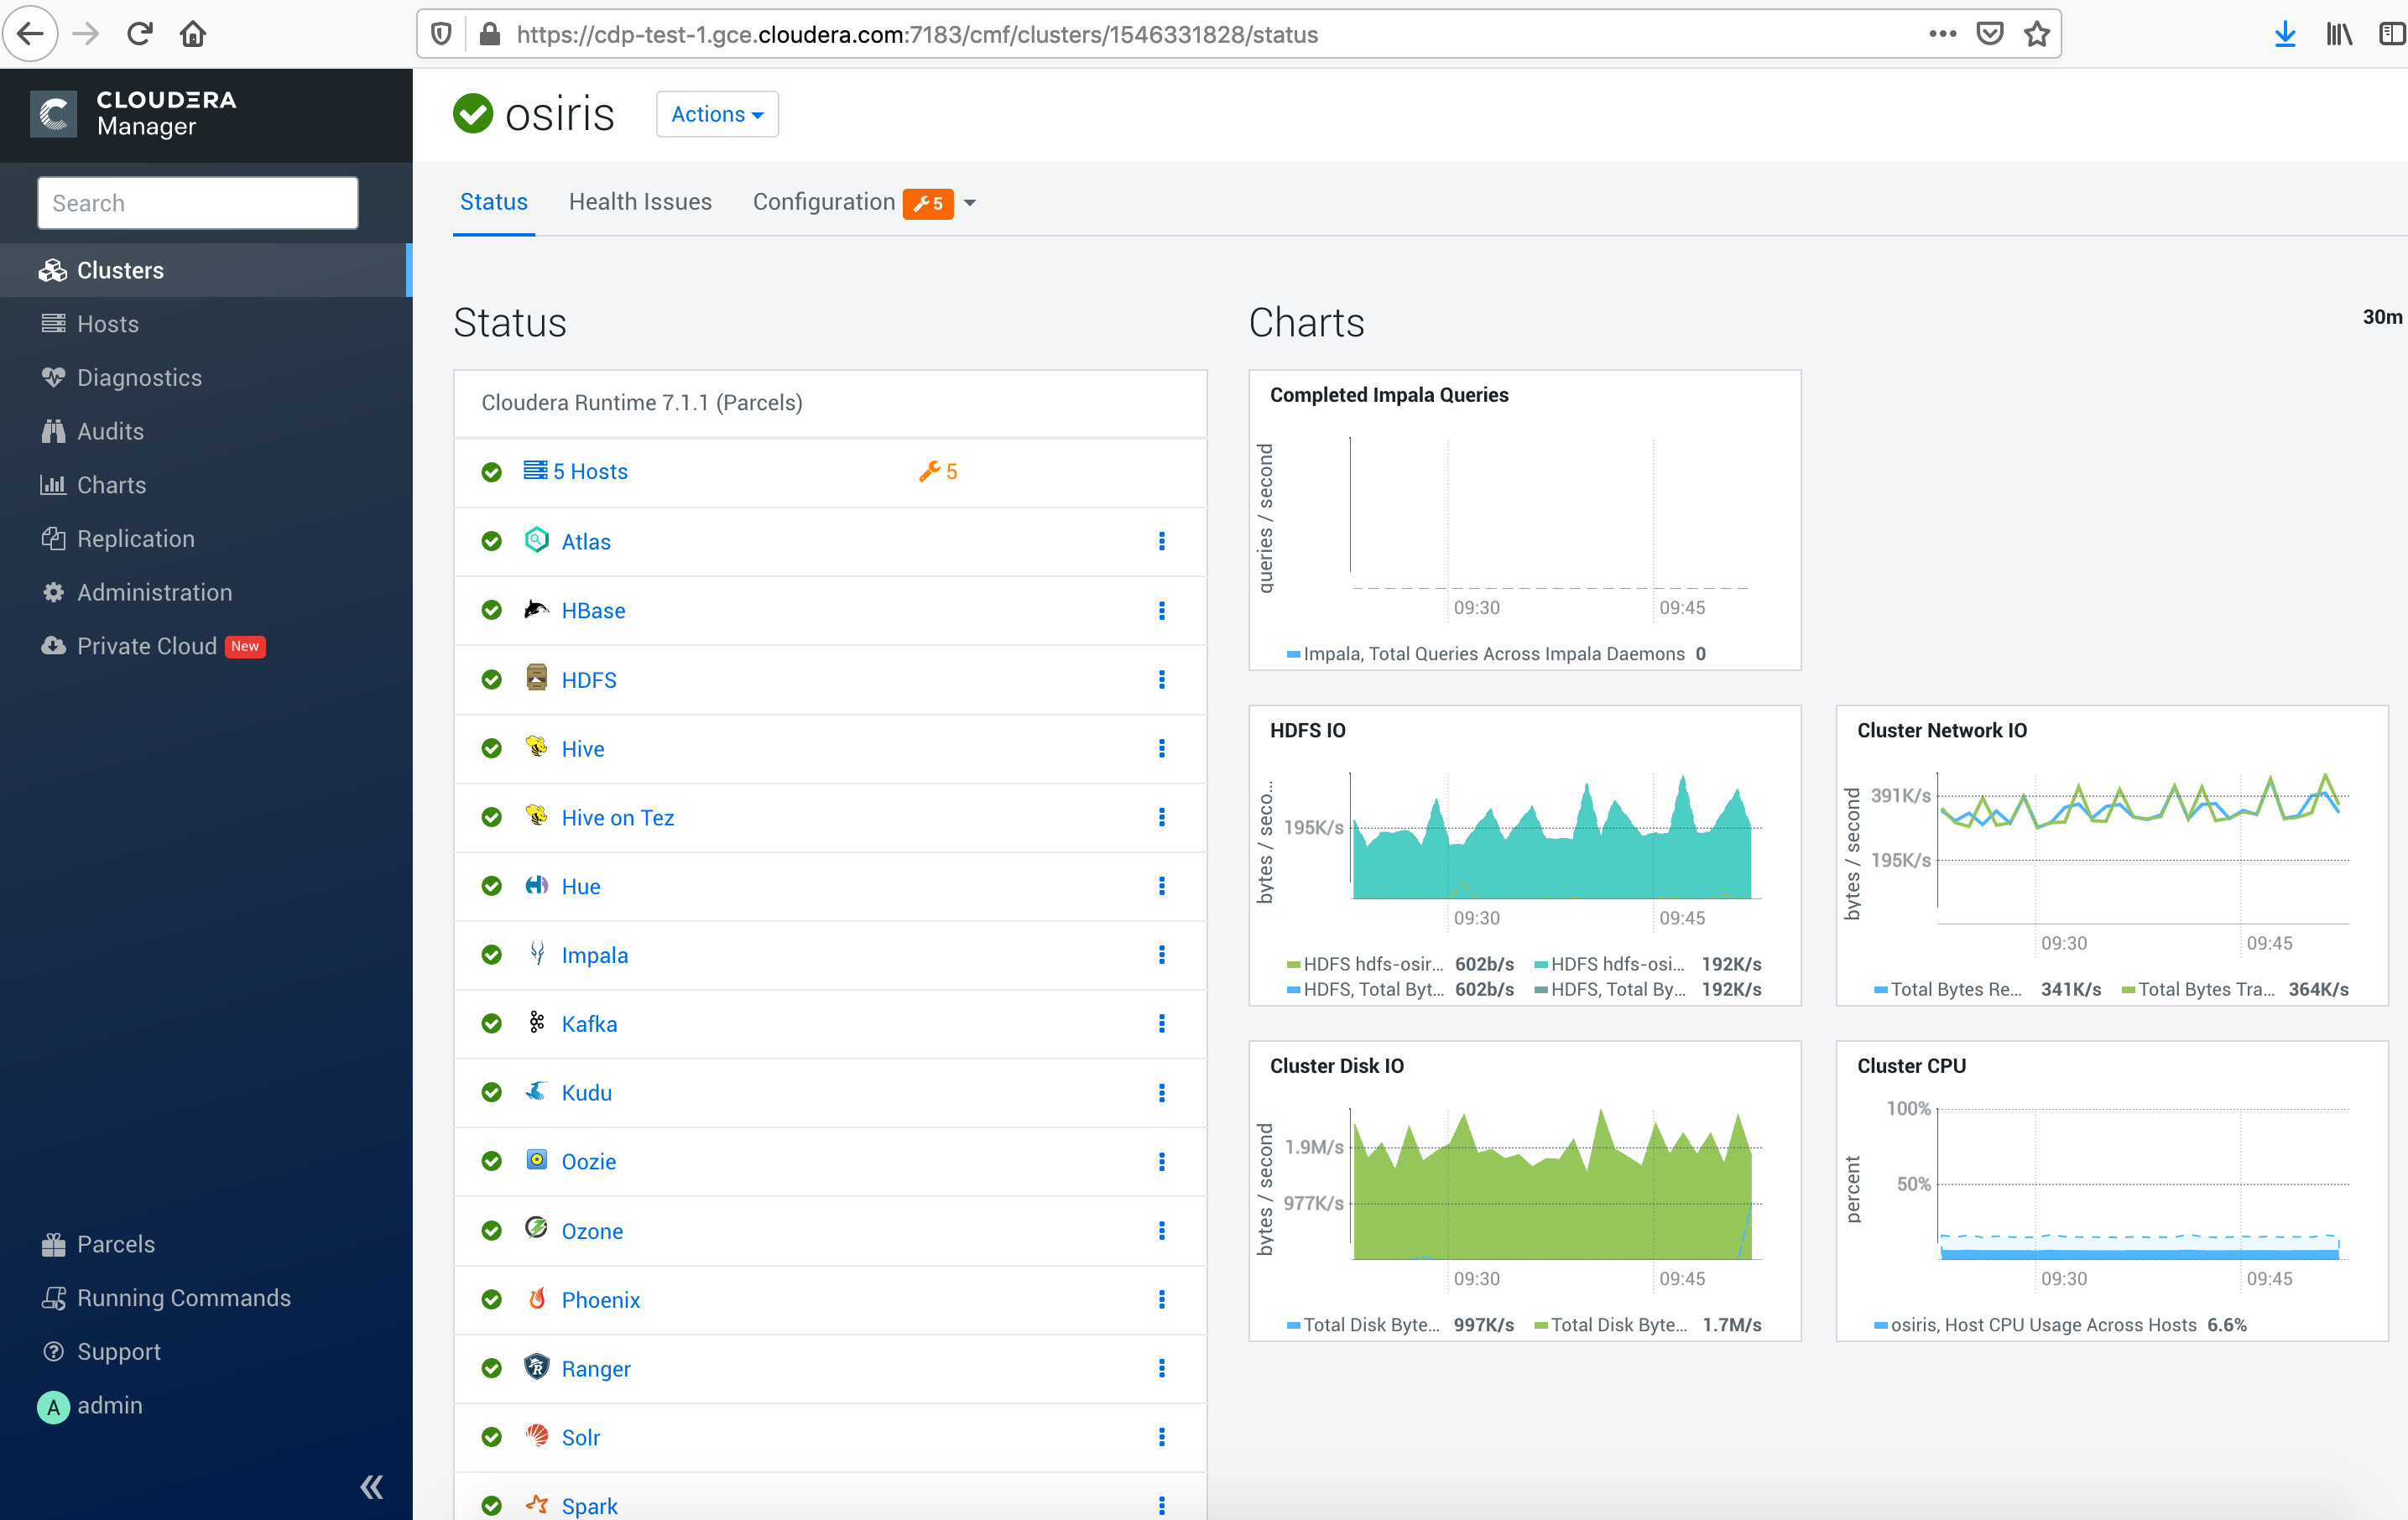 https://cdp-test-1.gce.cloudera.com:7183/cmf/clusters/1546331828/status
CLOUDERA
Manager
Search
Clusters
Hosts
Diagnostics
Audits
Charts
Replication
Administration
Private Cloud New
Parcels
Running Commands
Support
A admin
osiris
Actions
Status
Health Issues
Configuration 5
Status
Cloudera Runtime 7.1.1 (Parcels)
5 Hosts 5
Atlas
HBase
HDFS
Hive
Hive on Tez
Hue
Impala
Kafka
Kudu
Oozie
Ozone
Phoenix
Ranger
Solr
Spark
Charts
30m
Completed Impala Queries
queries / second
09:30 09:45
Impala, Total Queries Across Impala Daemons 0
HDFS IO
bytes / seco...
195K/s
09:30 09:45
HDFS hdfs-osir... 602b/s HDFS hdfs-osi... 192K/s
HDFS, Total Byt... 602b/s HDFS, Total By... 192K/s
Cluster Network IO
bytes / second
391K/s
195K/s
09:30 09:45
Total Bytes Re... 341K/s Total Bytes Tra... 364K/s
Cluster Disk IO
bytes / second
1.9M/s
977K/s
09:30 09:45
Total Disk Byte... 997K/s Total Disk Byte... 1.7M/s
Cluster CPU
percent
100%
50%
09:30 09:45
osiris, Host CPU Usage Across Hosts 6.6%